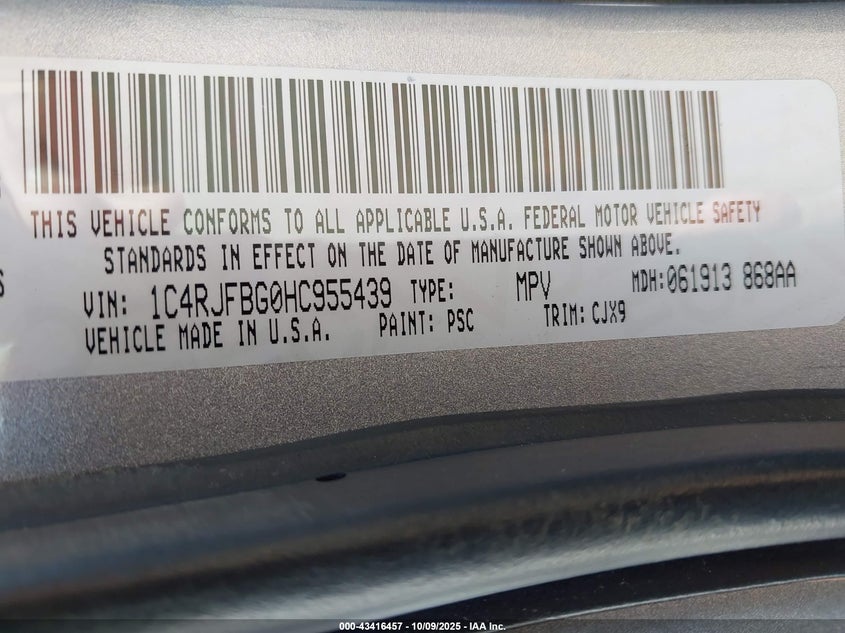 THIS VEHICLE CONFORMS TO ALL APPLICABLE U.S.A. FEDERAL MOTOR VEHICLE SAFETY
STANDARDS IN EFFECT ON THE DATE OF MANUFACTURE SHOWN ABOVE.
VIN: 1C4RJFBG0HC955439 TYPE: MPV MDH:061913 868AA
VEHICLE MADE IN U.S.A. PAINT: PSC TRIM: CJX9
000-43416457 - 10/09/2025 - IAA Inc.